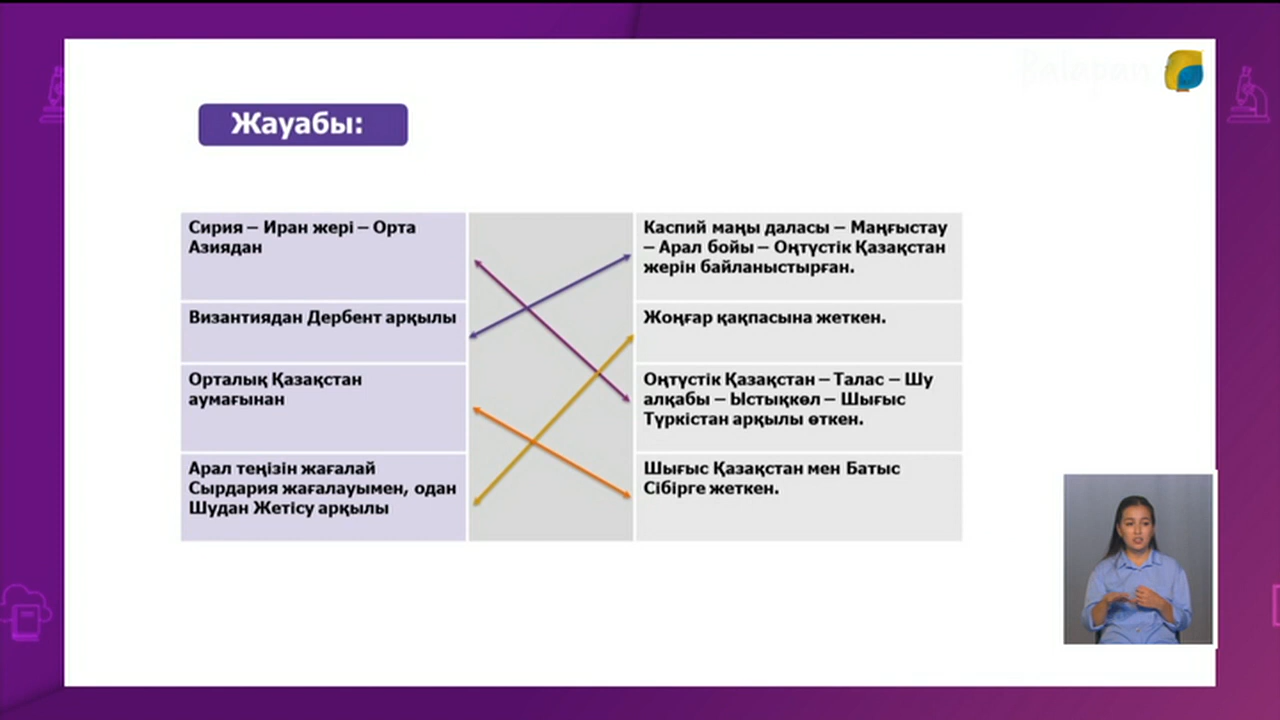 Balapan
Жауабы:
Сирия – Иран жері – Орта
Азиядан
Каспий маңы даласы – Маңғыстау
– Арал бойы – Оңтүстік Қазақстан
жерін байланыстырған.
Византиядан Дербент арқылы
Жоңғар қақпасына жеткен.
Орталық Қазақстан
аумағынан
Оңтүстік Қазақстан – Талас – Шу
алқабы – Ыстықкөл – Шығыс
Түркістан арқылы өткен.
Арал теңізін жағалай
Сырдария жағалауымен, одан
Шудан Жетісу арқылы
Шығыс Қазақстан мен Батыс
Сібірге жеткен.